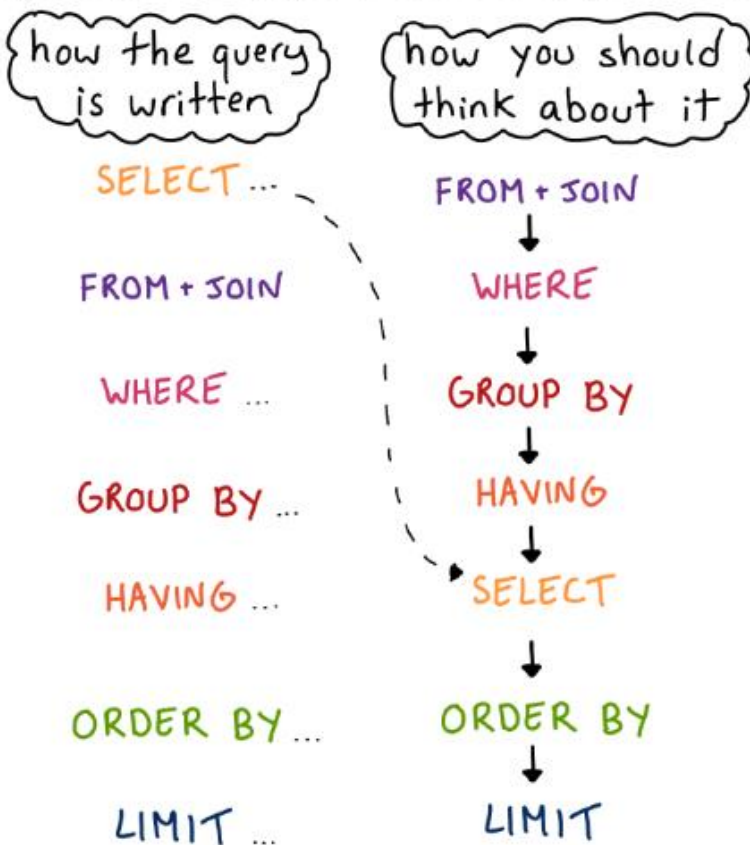 how the query
is written
SELECT ...
FROM + JOIN
WHERE ...
GROUP BY ...
HAVING ...
ORDER BY ...
LIMIT ...
how you should
think about it
FROM + JOIN
WHERE
GROUP BY
HAVING
SELECT
ORDER BY
LIMIT